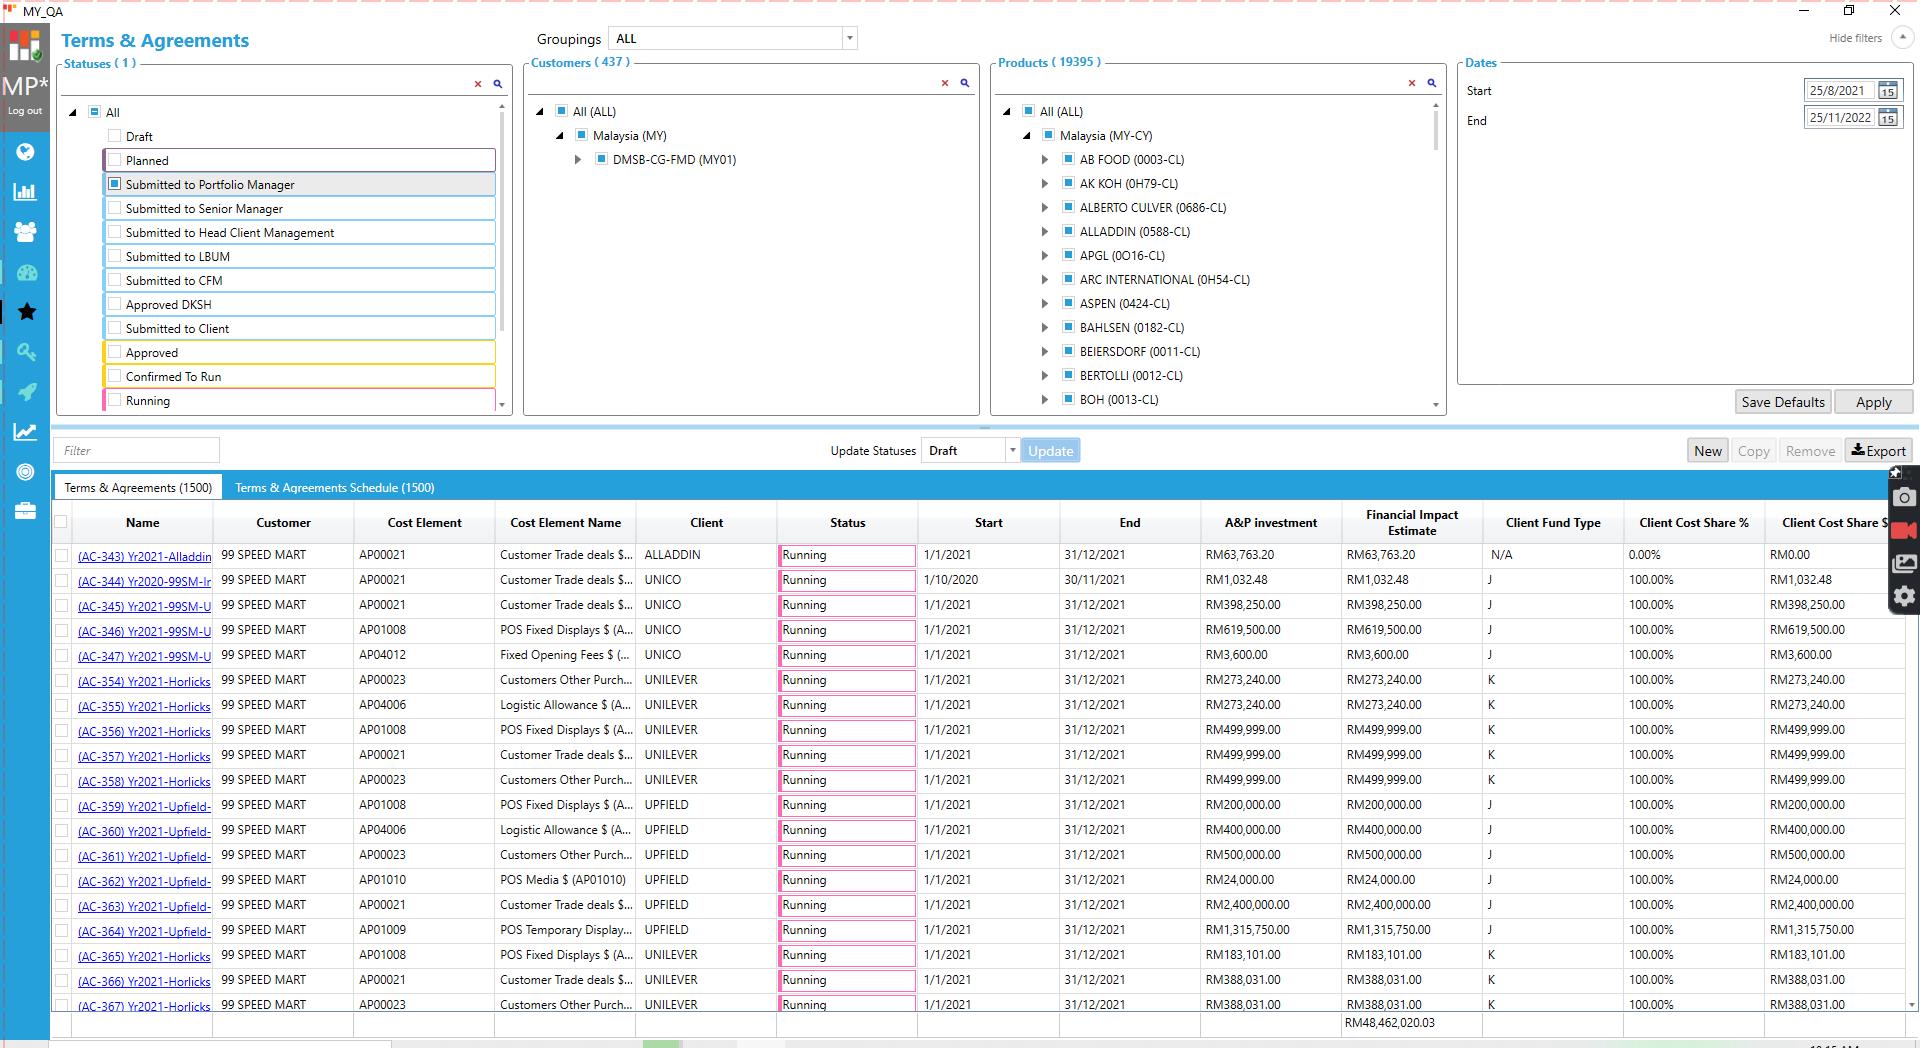 MY_QA
MP*
Log out
Terms & Agreements
Groupings ALL
Hide filters
Statuses ( 1 )
All
Draft
Planned
Submitted to Portfolio Manager
Submitted to Senior Manager
Submitted to Head Client Management
Submitted to LBUM
Submitted to CFM
Approved DKSH
Submitted to Client
Approved
Confirmed To Run
Running
Customers ( 437 )
All (ALL)
Malaysia (MY)
DMSB-CG-FMD (MY01)
Products ( 19395 )
All (ALL)
Malaysia (MY-CY)
AB FOOD (0003-CL)
AK KOH (0H79-CL)
ALBERTO CULVER (0686-CL)
ALLADDIN (0588-CL)
APGL (0O16-CL)
ARC INTERNATIONAL (0H54-CL)
ASPEN (0424-CL)
BAHLSEN (0182-CL)
BEIERSDORF (0011-CL)
BERTOLLI (0012-CL)
BOH (0013-CL)
Dates
Start 25/8/2021 15
End 25/11/2022 15
Save Defaults Apply
Filter Update Statuses Draft Update New Copy Remove Export
Terms & Agreements (1500) Terms & Agreements Schedule (1500)
Name Customer Cost Element Cost Element Name Client Status Start End A&P investment Financial Impact Estimate Client Fund Type Client Cost Share % Client Cost Share $
(AC-343) Yr2021-Alladdin 99 SPEED MART AP00021 Customer Trade deals $... ALLADDIN Running 1/1/2021 31/12/2021 RM63,763.20 RM63,763.20 N/A 0.00% RM0.00
(AC-344) Yr2020-99SM-Ir 99 SPEED MART AP00021 Customer Trade deals $... UNICO Running 1/10/2020 30/11/2021 RM1,032.48 RM1,032.48 J 100.00% RM1,032.48
(AC-345) Yr2021-99SM-U 99 SPEED MART AP00021 Customer Trade deals $... UNICO Running 1/1/2021 31/12/2021 RM398,250.00 RM398,250.00 J 100.00% RM398,250.00
(AC-346) Yr2021-99SM-U 99 SPEED MART AP01008 POS Fixed Displays $ (A... UNICO Running 1/1/2021 31/12/2021 RM619,500.00 RM619,500.00 J 100.00% RM619,500.00
(AC-347) Yr2021-99SM-U 99 SPEED MART AP04012 Fixed Opening Fees $ (... UNICO Running 1/1/2021 31/12/2021 RM3,600.00 RM3,600.00 J 100.00% RM3,600.00
(AC-354) Yr2021-Horlicks 99 SPEED MART AP00023 Customers Other Purch... UNILEVER Running 1/1/2021 31/12/2021 RM273,240.00 RM273,240.00 K 100.00% RM273,240.00
(AC-355) Yr2021-Horlicks 99 SPEED MART AP04006 Logistic Allowance $ (A... UNILEVER Running 1/1/2021 31/12/2021 RM273,240.00 RM273,240.00 K 100.00% RM273,240.00
(AC-356) Yr2021-Horlicks 99 SPEED MART AP01008 POS Fixed Displays $ (A... UNILEVER Running 1/1/2021 31/12/2021 RM499,999.00 RM499,999.00 K 100.00% RM499,999.00
(AC-357) Yr2021-Horlicks 99 SPEED MART AP00021 Customer Trade deals $... UNILEVER Running 1/1/2021 31/12/2021 RM499,999.00 RM499,999.00 K 100.00% RM499,999.00
(AC-358) Yr2021-Horlicks 99 SPEED MART AP00023 Customers Other Purch... UNILEVER Running 1/1/2021 31/12/2021 RM499,999.00 RM499,999.00 K 100.00% RM499,999.00
(AC-359) Yr2021-Upfield- 99 SPEED MART AP01008 POS Fixed Displays $ (A... UPFIELD Running 1/1/2021 31/12/2021 RM200,000.00 RM200,000.00 J 100.00% RM200,000.00
(AC-360) Yr2021-Upfield- 99 SPEED MART AP04006 Logistic Allowance $ (A... UPFIELD Running 1/1/2021 31/12/2021 RM400,000.00 RM400,000.00 J 100.00% RM400,000.00
(AC-361) Yr2021-Upfield- 99 SPEED MART AP00023 Customers Other Purch... UPFIELD Running 1/1/2021 31/12/2021 RM500,000.00 RM500,000.00 J 100.00% RM500,000.00
(AC-362) Yr2021-Upfield- 99 SPEED MART AP01010 POS Media $ (AP01010) UPFIELD Running 1/1/2021 31/12/2021 RM24,000.00 RM24,000.00 J 100.00% RM24,000.00
(AC-363) Yr2021-Upfield- 99 SPEED MART AP00021 Customer Trade deals $... UPFIELD Running 1/1/2021 31/12/2021 RM2,400,000.00 RM2,400,000.00 J 100.00% RM2,400,000.00
(AC-364) Yr2021-Upfield- 99 SPEED MART AP01009 POS Temporary Display... UPFIELD Running 1/1/2021 31/12/2021 RM1,315,750.00 RM1,315,750.00 J 100.00% RM1,315,750.00
(AC-365) Yr2021-Horlicks 99 SPEED MART AP01008 POS Fixed Displays $ (A... UNILEVER Running 1/1/2021 31/12/2021 RM183,101.00 RM183,101.00 K 100.00% RM183,101.00
(AC-366) Yr2021-Horlicks 99 SPEED MART AP00021 Customer Trade deals $... UNILEVER Running 1/1/2021 31/12/2021 RM388,031.00 RM388,031.00 K 100.00% RM388,031.00
(AC-367) Yr2021-Horlicks 99 SPEED MART AP00023 Customers Other Purch... UNILEVER Running 1/1/2021 31/12/2021 RM388,031.00 RM388,031.00 K 100.00% RM388,031.00
RM48,462,020.03